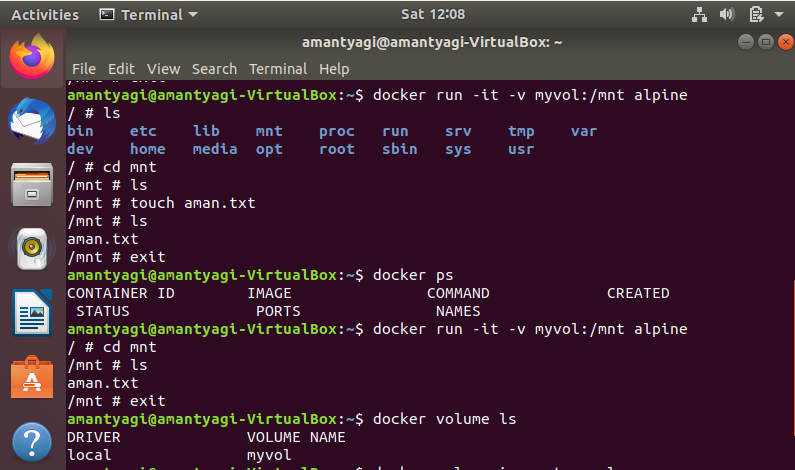 Activities Terminal Sat 12:08
amantyagi@amantyagi-VirtualBox: ~
File Edit View Search Terminal Help
amantyagi@amantyagi-VirtualBox:~$ docker run -it -v myvol:/mnt alpine
/ # ls
bin etc lib mnt proc run srv tmp var
dev home media opt root sbin sys usr
/ # cd mnt
/mnt # ls
/mnt # touch aman.txt
/mnt # ls
aman.txt
/mnt # exit
amantyagi@amantyagi-VirtualBox:~$ docker ps
CONTAINER ID IMAGE COMMAND CREATED
STATUS PORTS NAMES
amantyagi@amantyagi-VirtualBox:~$ docker run -it -v myvol:/mnt alpine
/ # cd mnt
/mnt # ls
aman.txt
/mnt # exit
amantyagi@amantyagi-VirtualBox:~$ docker volume ls
DRIVER VOLUME NAME
local myvol